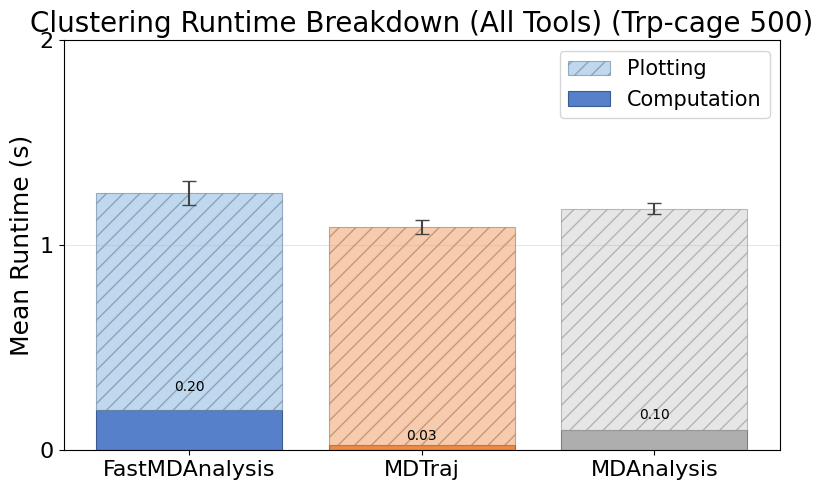 Clustering Runtime Breakdown (All Tools) (Trp-cage 500)
Mean Runtime (s)
2
1
0
Plotting
Computation
0.20
0.03
0.10
FastMDAnalysis
MDTraj
MDAnalysis